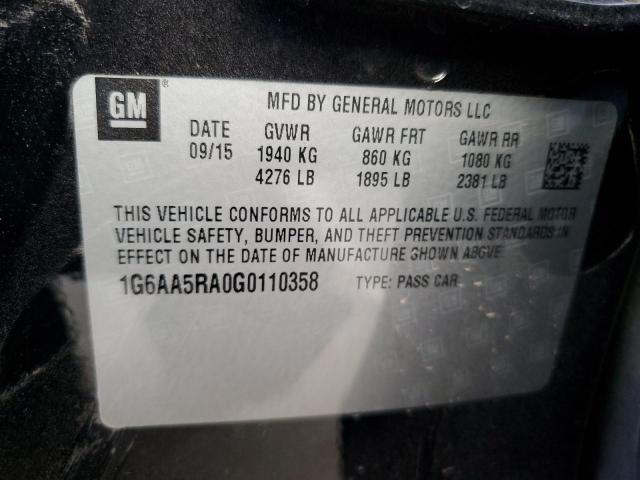 GM ®
MFD BY GENERAL MOTORS LLC
DATE GVWR GAWR FRT GAWR RR
09/15 1940 KG 860 KG 1080 KG
4276 LB 1895 LB 2381 LB
THIS VEHICLE CONFORMS TO ALL APPLICABLE U.S. FEDERAL MOTOR
VEHICLE SAFETY, BUMPER, AND THEFT PREVENTION STANDARDS IN
EFFECT ON THE DATE OF MANUFACTURE SHOWN ABOVE.
1G6AA5RA0G0110358 TYPE: PASS CAR